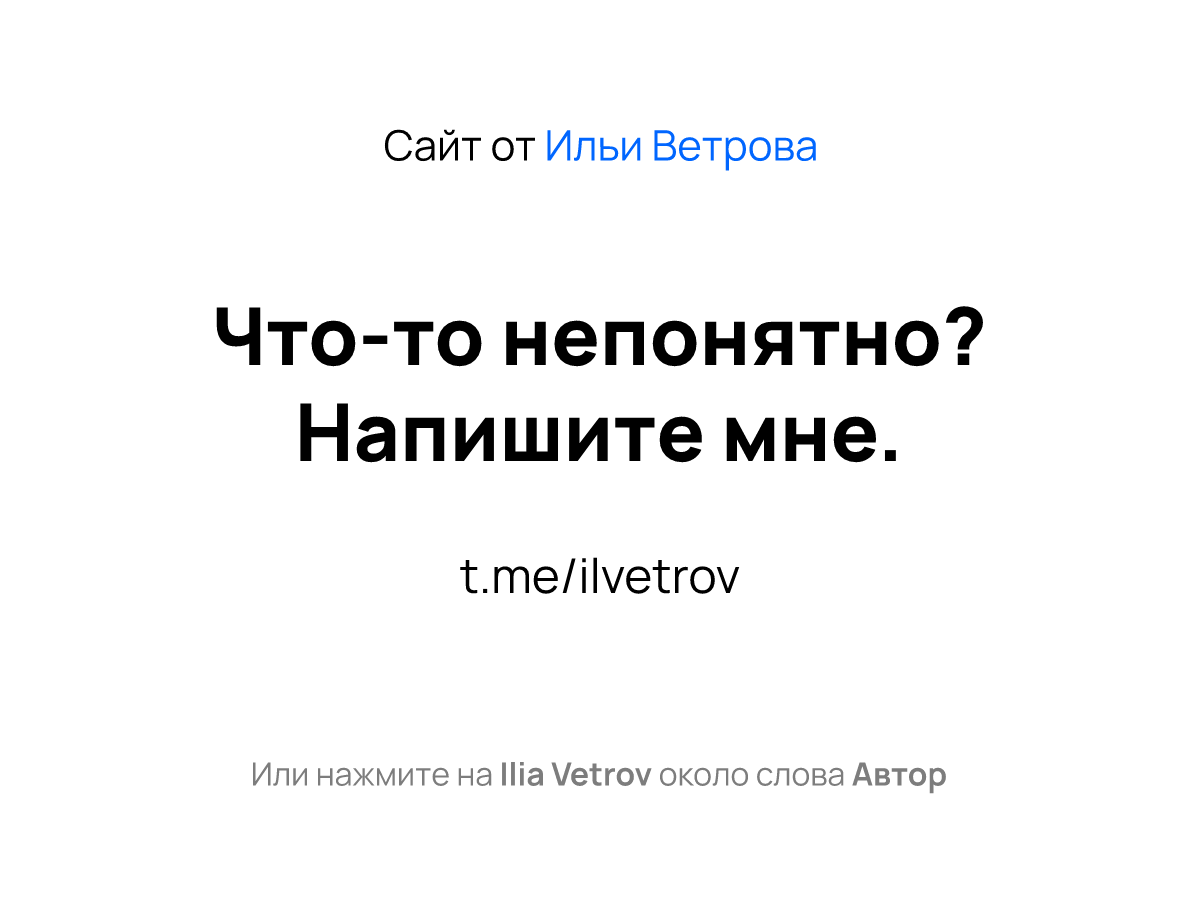 Сайт от Ильи Ветрова
Что-то непонятно?
Напишите мне.
t.me/ilvetrov
Или нажмите на Ilia Vetrov около слова Автор